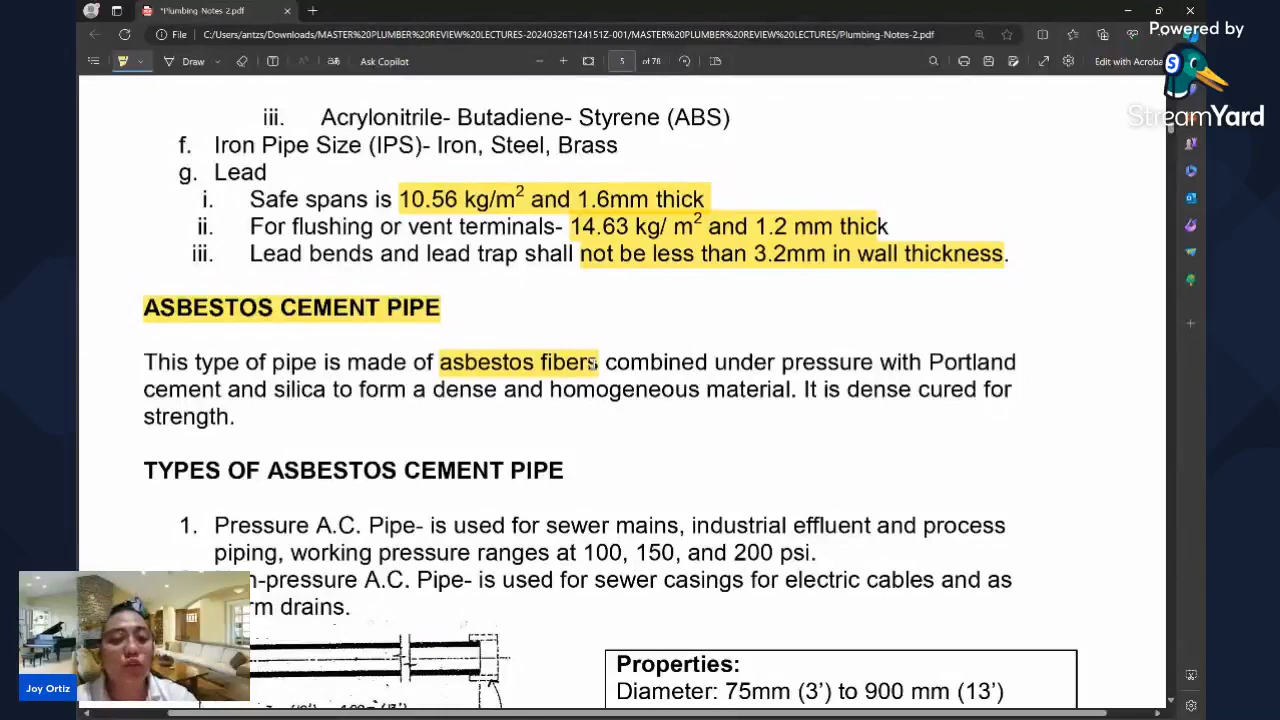 *Plumbing-Notes 2.pdf
Powered by
File
C:/Users/antzs/Downloads/MASTER%20PLUMBER%20REVIEW%20LECTURES-20240326T124151Z-001/MASTER%20PLUMBER%20REVIEW%20LECTURES/Plumbing-Notes-2.pdf
Draw
Ask Copilot
5
of 78
Edit with Acroba
StreamYard
iii. Acrylonitrile- Butadiene- Styrene (ABS)
f. Iron Pipe Size (IPS)- Iron, Steel, Brass
g. Lead
i. Safe spans is 10.56 kg/m2 and 1.6mm thick
ii. For flushing or vent terminals- 14.63 kg/ m2 and 1.2 mm thick
iii. Lead bends and lead trap shall not be less than 3.2mm in wall thickness.
ASBESTOS CEMENT PIPE
This type of pipe is made of asbestos fibers combined under pressure with Portland
cement and silica to form a dense and homogeneous material. It is dense cured for
strength.
TYPES OF ASBESTOS CEMENT PIPE
1. Pressure A.C. Pipe- is used for sewer mains, industrial effluent and process
piping, working pressure ranges at 100, 150, and 200 psi.
n-pressure A.C. Pipe- is used for sewer casings for electric cables and as
rm drains.
Properties:
Diameter: 75mm (3’) to 900 mm (13’)
Joy Ortiz